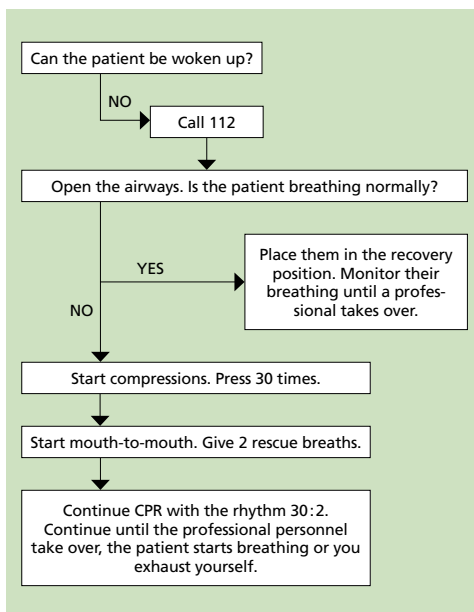 Can the patient be woken up?
NO
Call 112
Open the airways. Is the patient breathing normally?
YES
Place them in the recovery
position. Monitor their
breathing until a profes-
sional takes over.
NO
Start compressions. Press 30 times.
Start mouth-to-mouth. Give 2 rescue breaths.
Continue CPR with the rhythm 30:2.
Continue until the professional personnel
take over, the patient starts breathing or you
exhaust yourself.